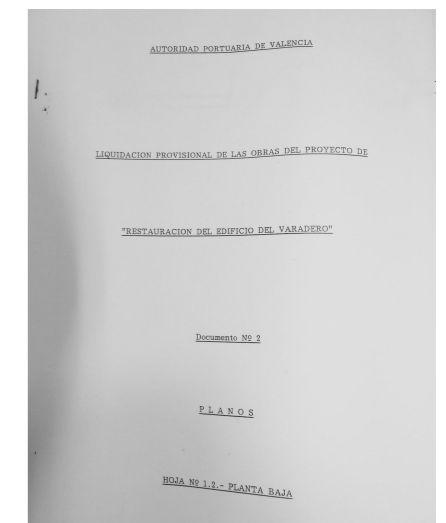 AUTORIDAD PORTUARIA DE VALENCIA
LIQUIDACION PROVISIONAL DE LAS OBRAS DEL PROYECTO DE
"RESTAURACION DEL EDIFICIO DEL VARADERO"
Documento Nº 2
P L A N O S
HOJA Nº 1.2.- PLANTA BAJA